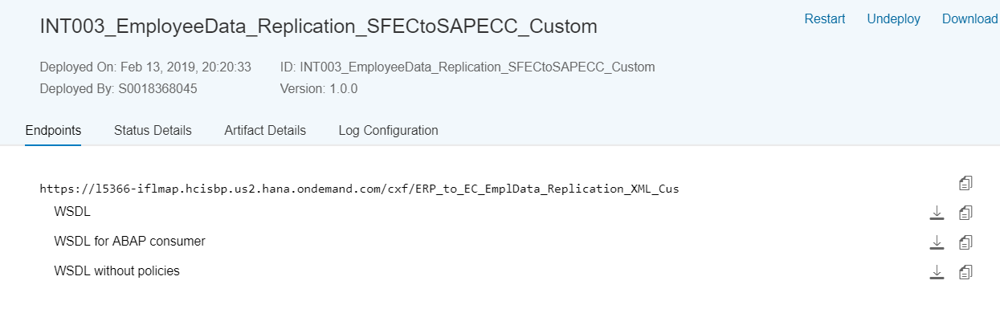 INT003_EmployeeData_Replication_SFECtoSAPECC_Custom
Restart Undeploy Download
Deployed On: Feb 13, 2019, 20:20:33 ID: INT003_EmployeeData_Replication_SFECtoSAPECC_Custom
Deployed By: S0018368045 Version: 1.0.0
Endpoints Status Details Artifact Details Log Configuration
https://l5366-iflmap.hcisbp.us2.hana.ondemand.com/cxf/ERP_to_EC_EmplData_Replication_XML_Cus
WSDL
WSDL for ABAP consumer
WSDL without policies